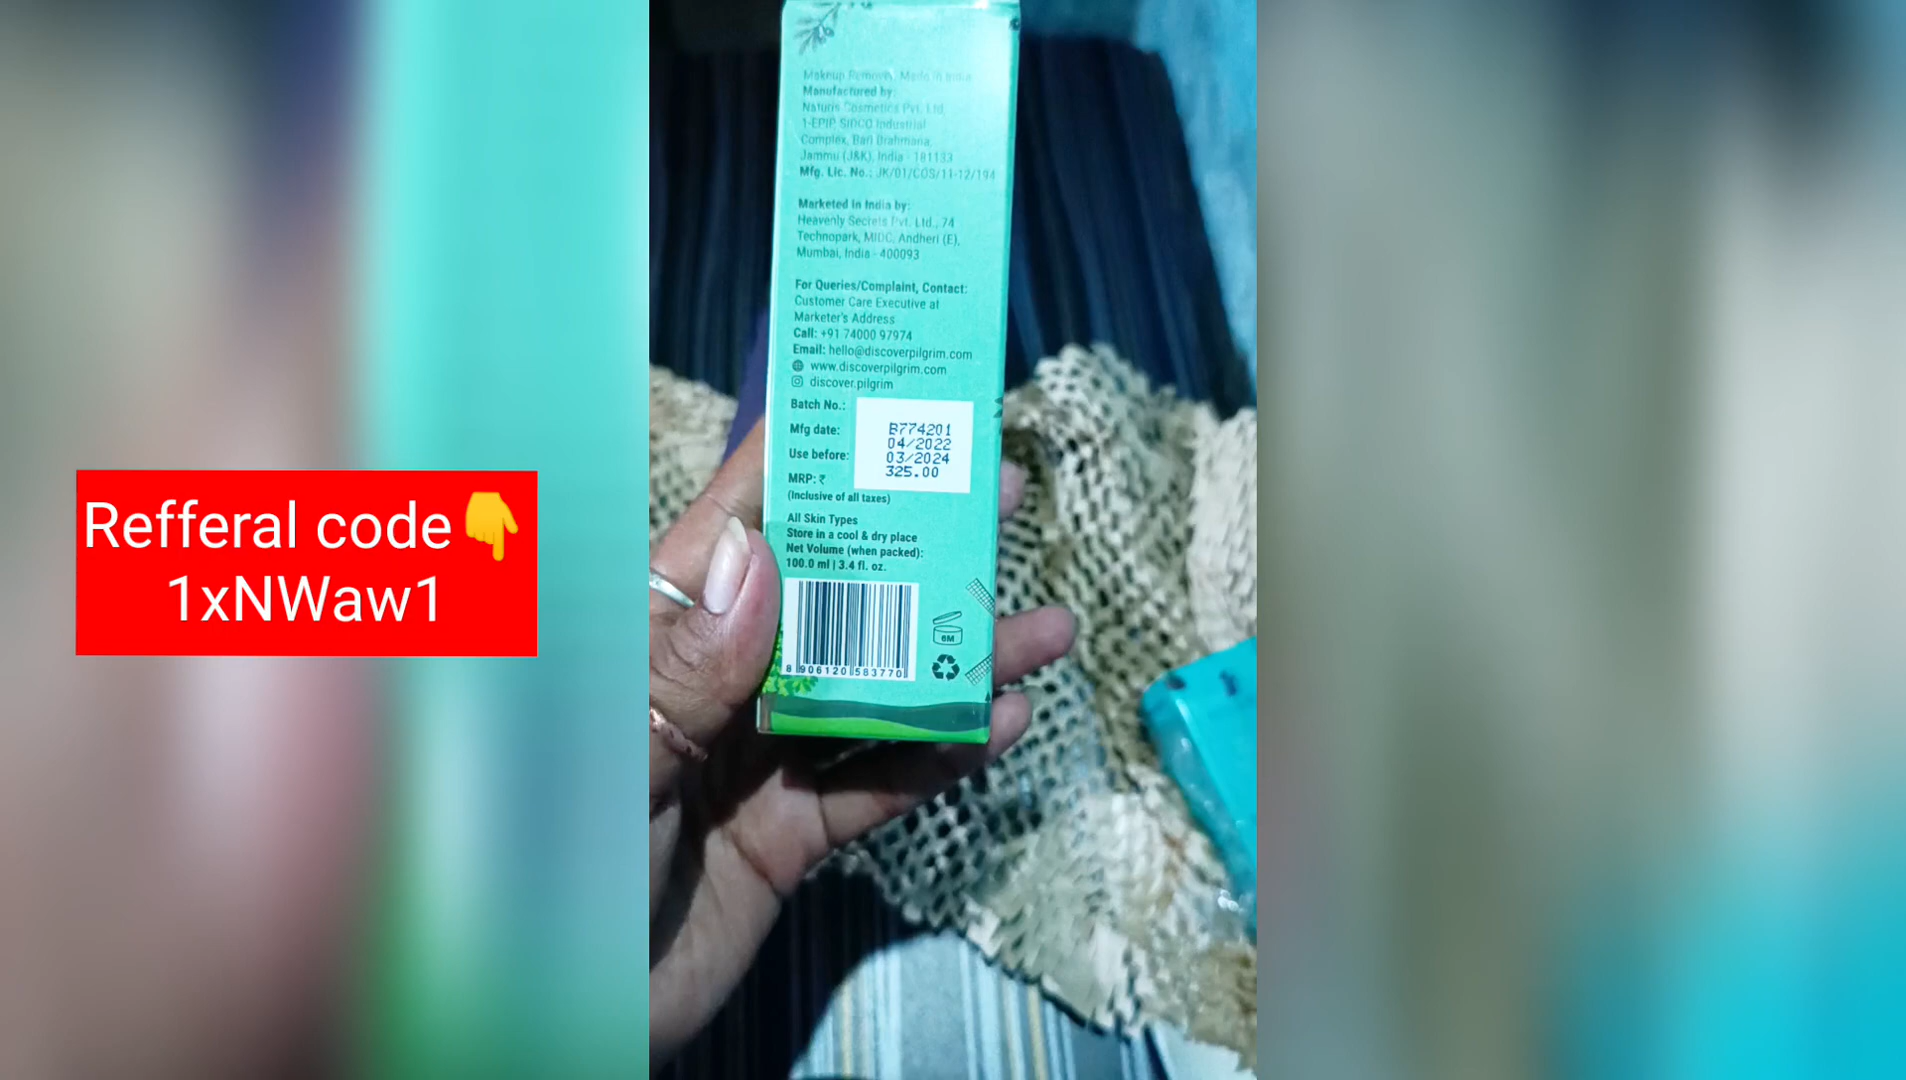 Refferal code👇
1xNWaw1
Makeup Remover, Made in India
Manufactured by:
Naturis Cosmetics Pvt. Ltd.
1-EPIP, SIDCO Industrial
Complex, Bari Brahmana,
Jammu (J&K), India - 181133
Mfg. Lic. No.: JK/01/COS/11-12/194
Marketed in India by:
Heavenly Secrets Pvt. Ltd., 74
Technopark, MIDC, Andheri (E),
Mumbai, India - 400093
For Queries/Complaint, Contact:
Customer Care Executive at
Marketer's Address
Call: +91 74000 97974
Email: hello@discoverpilgrim.com
www.discoverpilgrim.com
discover.pilgrim
Batch No.: B774201
Mfg date: 04/2022
Use before: 03/2024
MRP: ₹ 325.00
(Inclusive of all taxes)
All Skin Types
Store in a cool & dry place
Net Volume (when packed):
100.0 ml | 3.4 fl. oz.
6M
8 906120 583770